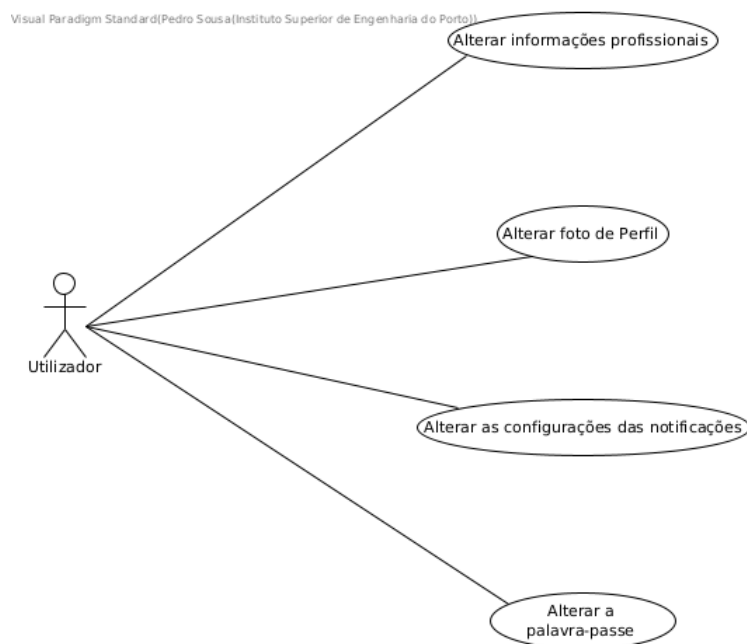 Visual Paradigm Standard(Pedro Sousa(Instituto Superior de Engenharia do Porto))
Alterar informações profissionais
Alterar foto de Perfil
Utilizador
Alterar as configurações das notificações
Alterar a
palavra-passe